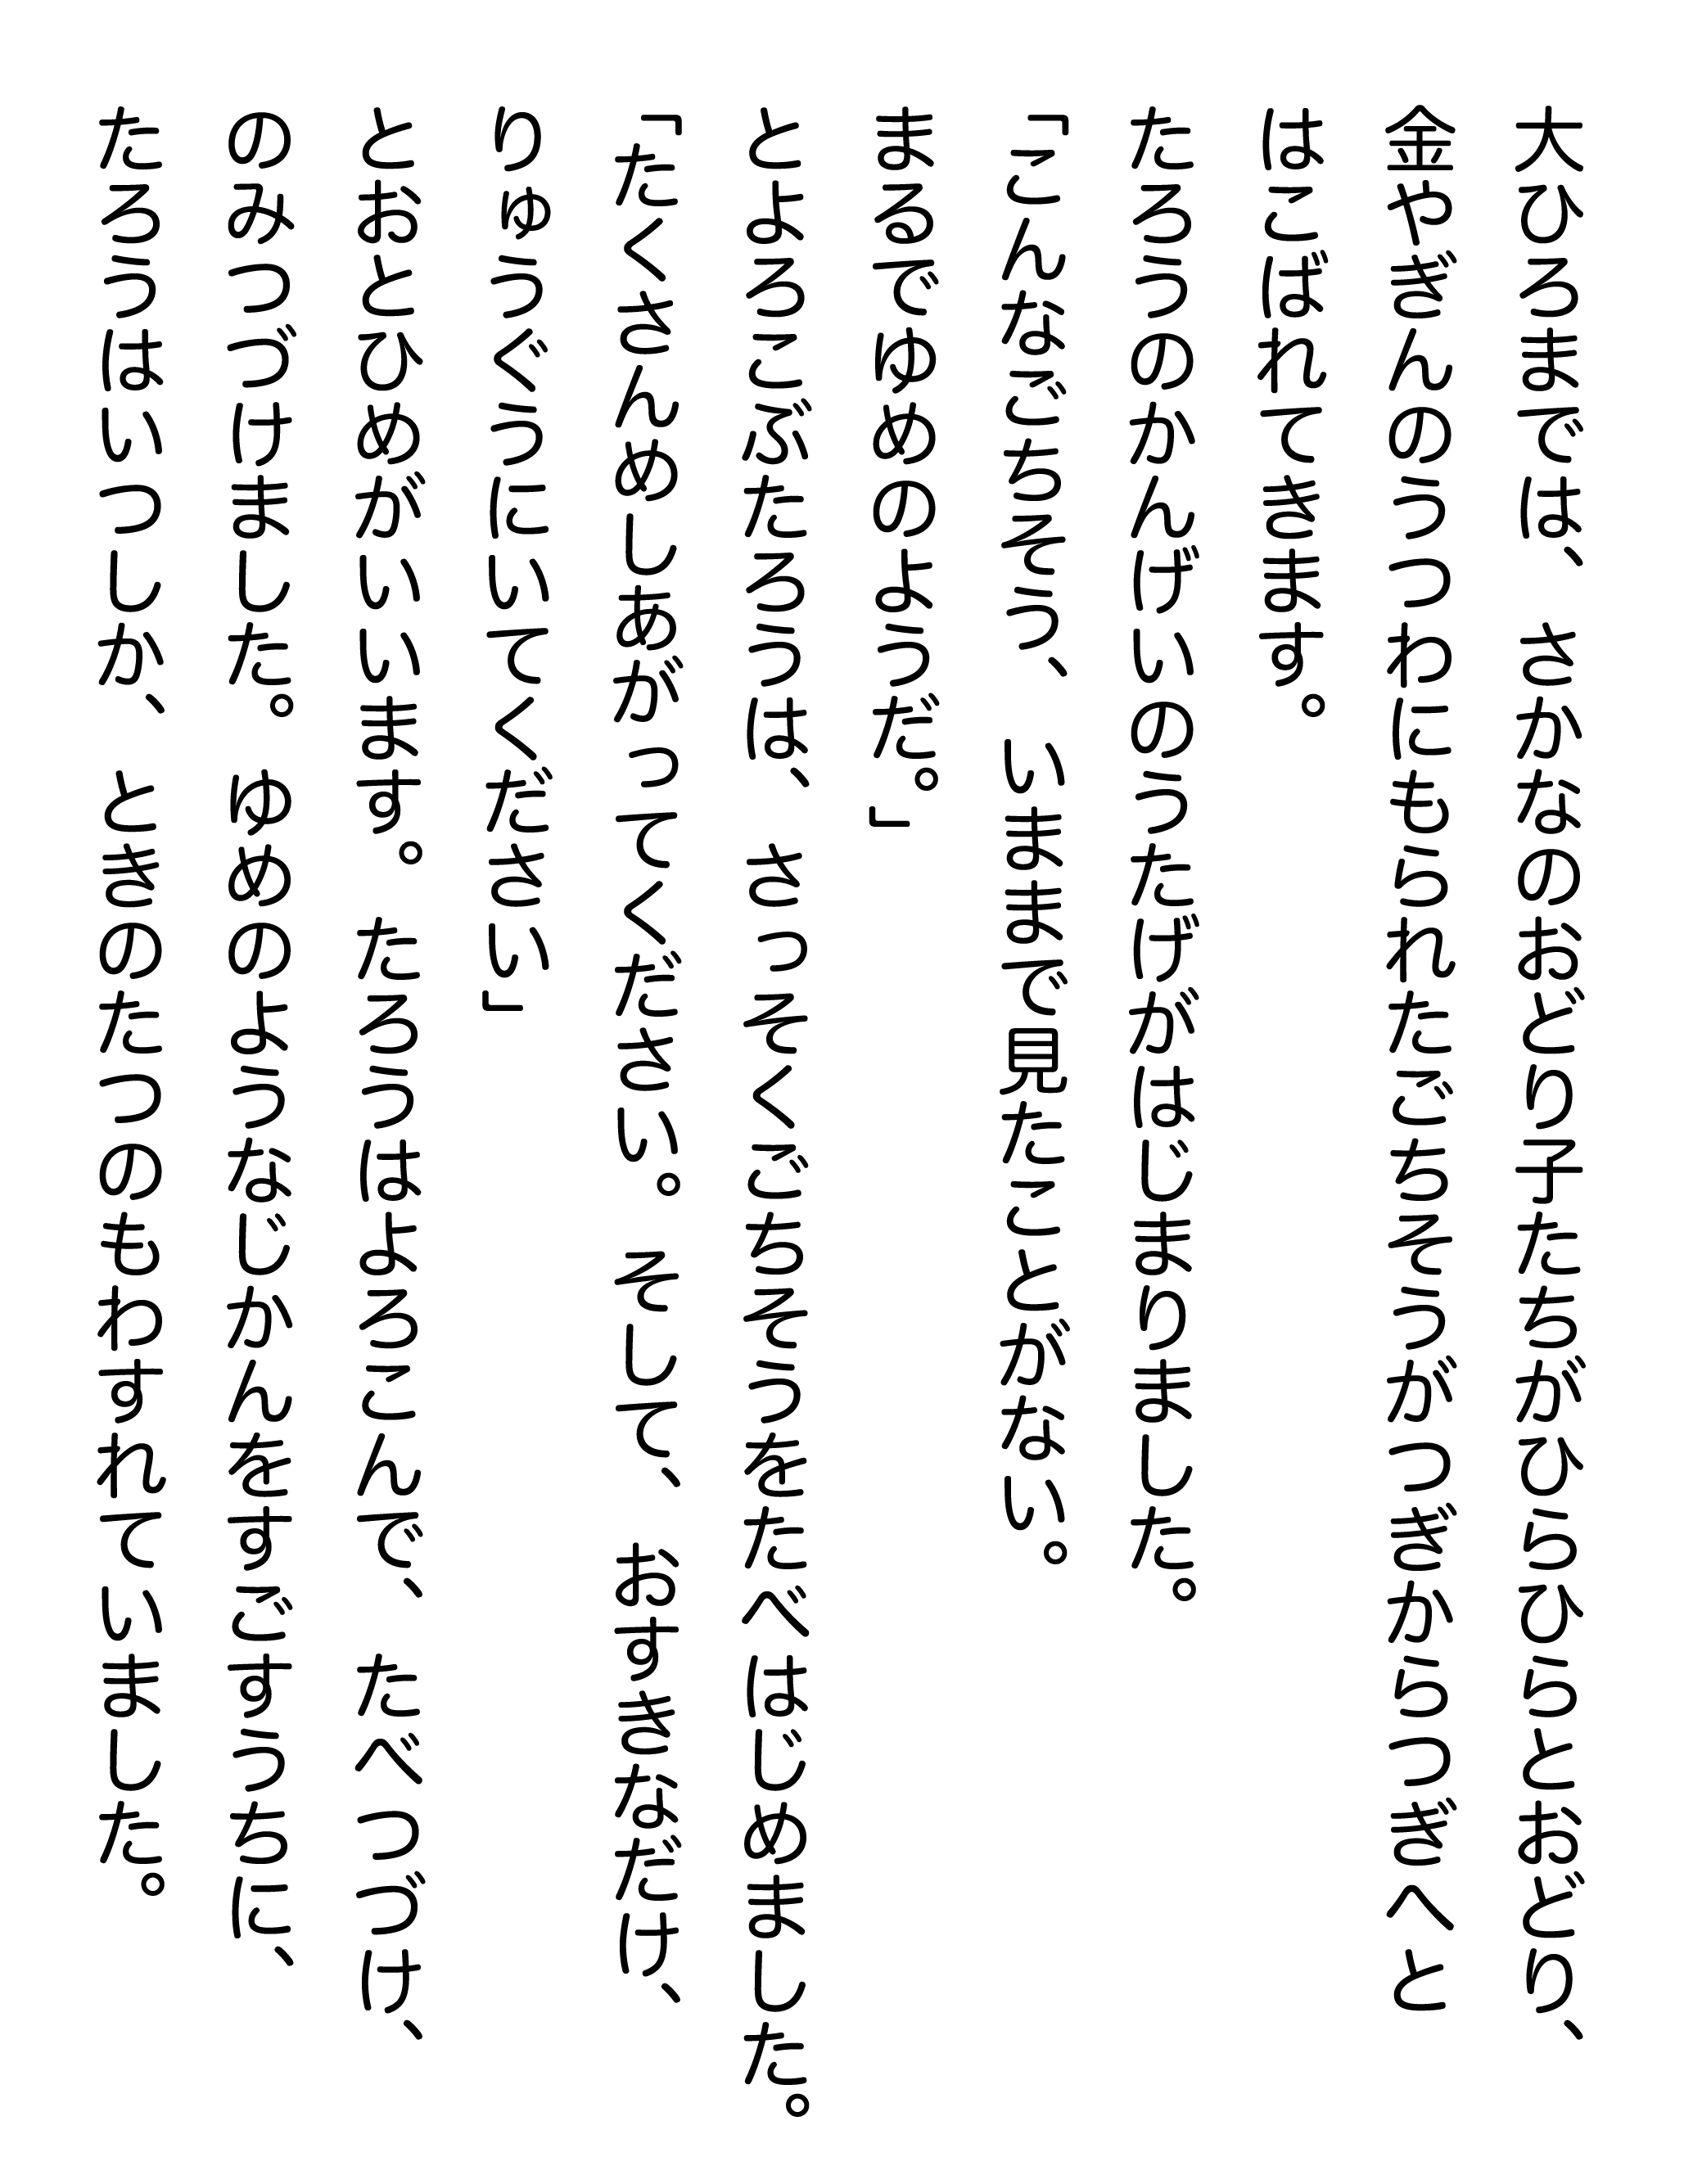 大ひろまでは、さかなのおどり子たちがひらひらとおどり、
金やぎんのうつわにもられたごちそうがつぎからつぎへと
はこばれてきます。
たろうのかんげいのうたげがはじまりました。
「こんなごちそう、いままで見たことがない。
まるでゆめのようだ。」
とよろこぶたろうは、さっそくごちそうをたべはじめました。
「たくさんめしあがってください。そして、おすきなだけ、
りゅうぐうにいてください」
とおとひめがいいます。たろうはよろこんで、たべつづけ、
のみつづけました。ゆめのようなじかんをすごすうちに、
たろうはいつしか、ときのたつのもわすれていました。